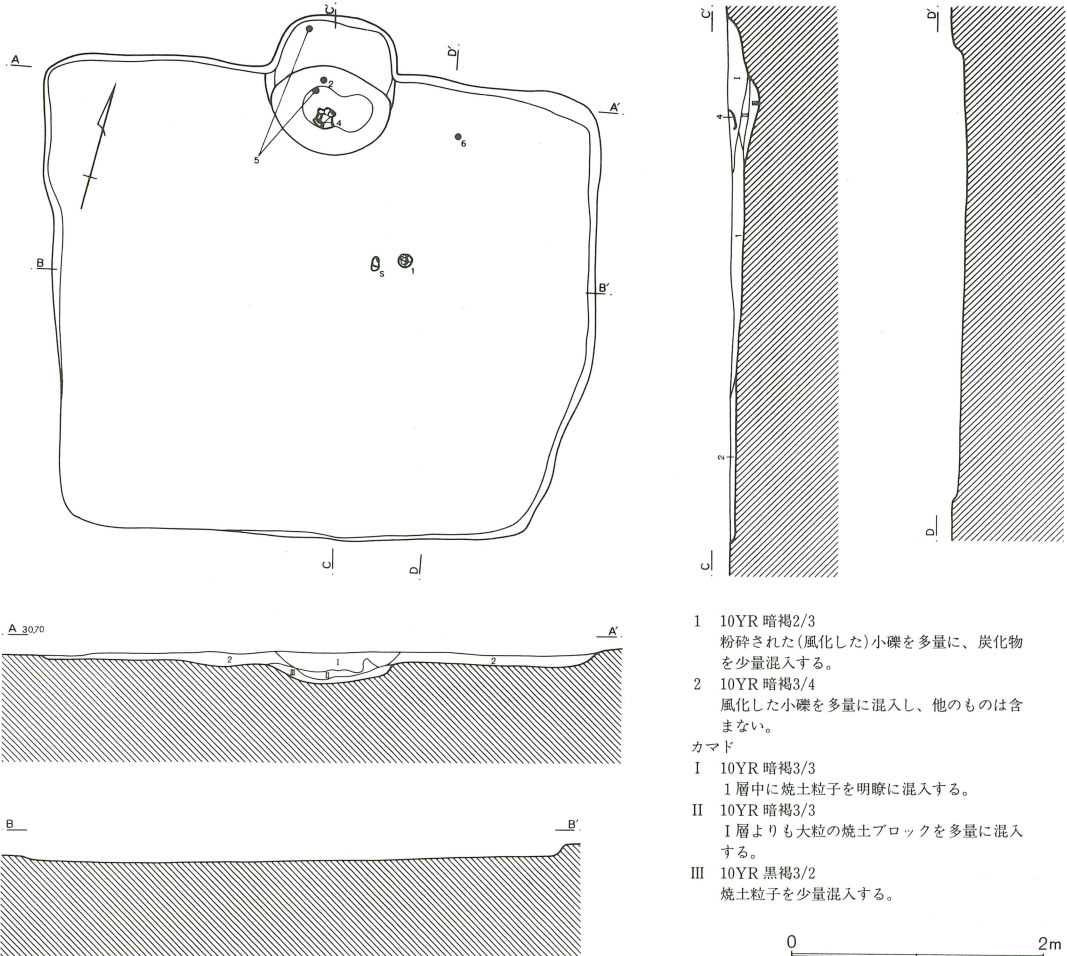 C'
D'
A
A'
2
4
5
6
B
S
1
B'
C
D
C'
I
III
II
4
1
2
C
D'
D
A 30.70
A'
2
I
III
II
2
B
B'
1 10YR 暗褐2/3
粉砕された(風化した)小礫を多量に、炭化物
を少量混入する。
2 10YR 暗褐3/4
風化した小礫を多量に混入し、他のものは含
まない。
カマド
I 10YR 暗褐3/3
1層中に焼土粒子を明瞭に混入する。
II 10YR 暗褐3/3
I層よりも大粒の焼土ブロックを多量に混入
する。
III 10YR 黒褐3/2
焼土粒子を少量混入する。
0 2m